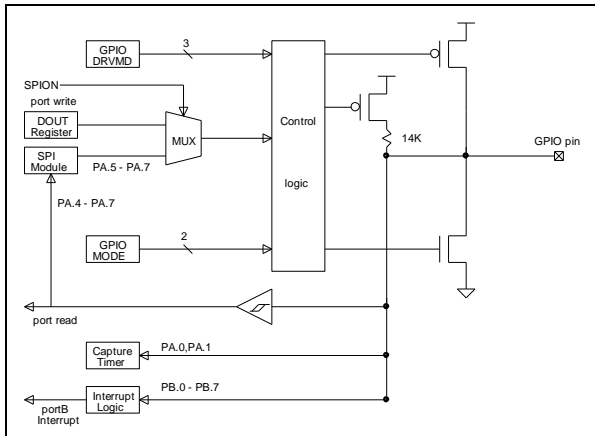 GPIO
DRVMD
3
SPION
port write
DOUT
Register
MUX
SPI
Module
PA.5 - PA.7
PA.4 - PA.7
Control
logic
14K
GPIO pin
GPIO
MODE
2
port read
Capture
Timer
PA.0,PA.1
Interrupt
Logic
PB.0 - PB.7
portB
Interrupt